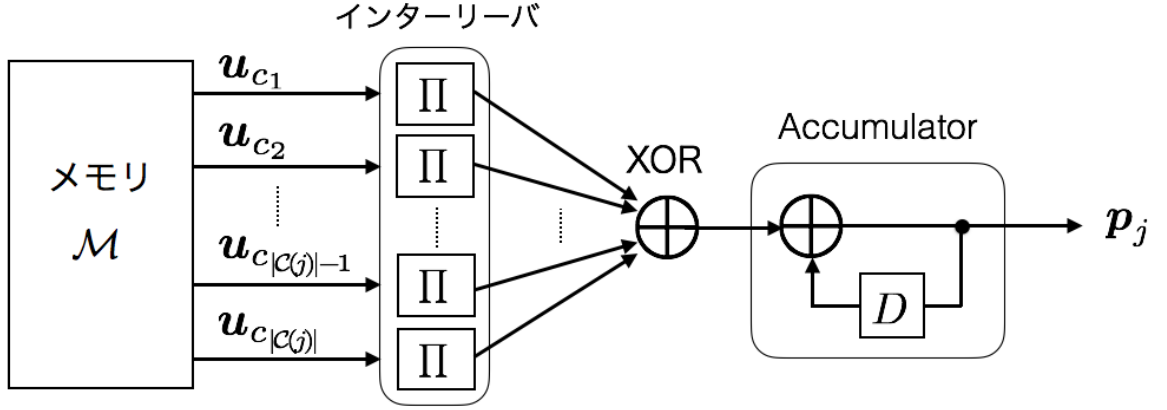 インターリーバ
メモリ
ℳ
𝒖_{c_1}
Π
𝒖_{c_2}
Π
𝒖_{c_{|𝒞(j)|-1}}
Π
𝒖_{c_{|𝒞(j)|}}
Π
XOR
Accumulator
D
𝒑_j